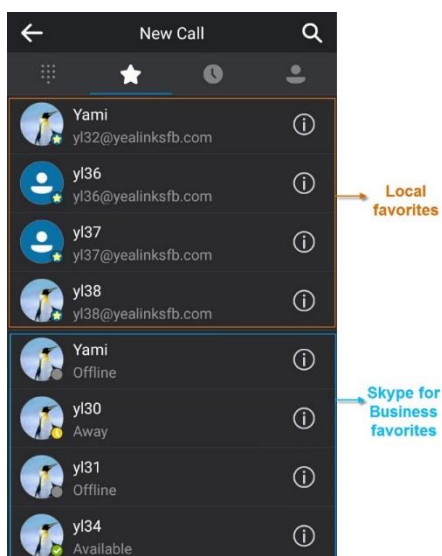 New Call
Yami
yl32@yealinksfb.com
yl36
yl36@yealinksfb.com
yl37
yl37@yealinksfb.com
yl38
yl38@yealinksfb.com
Local
favorites
Yami
Offline
yl30
Away
yl31
Offline
yl34
Available
Skype for
Business
favorites